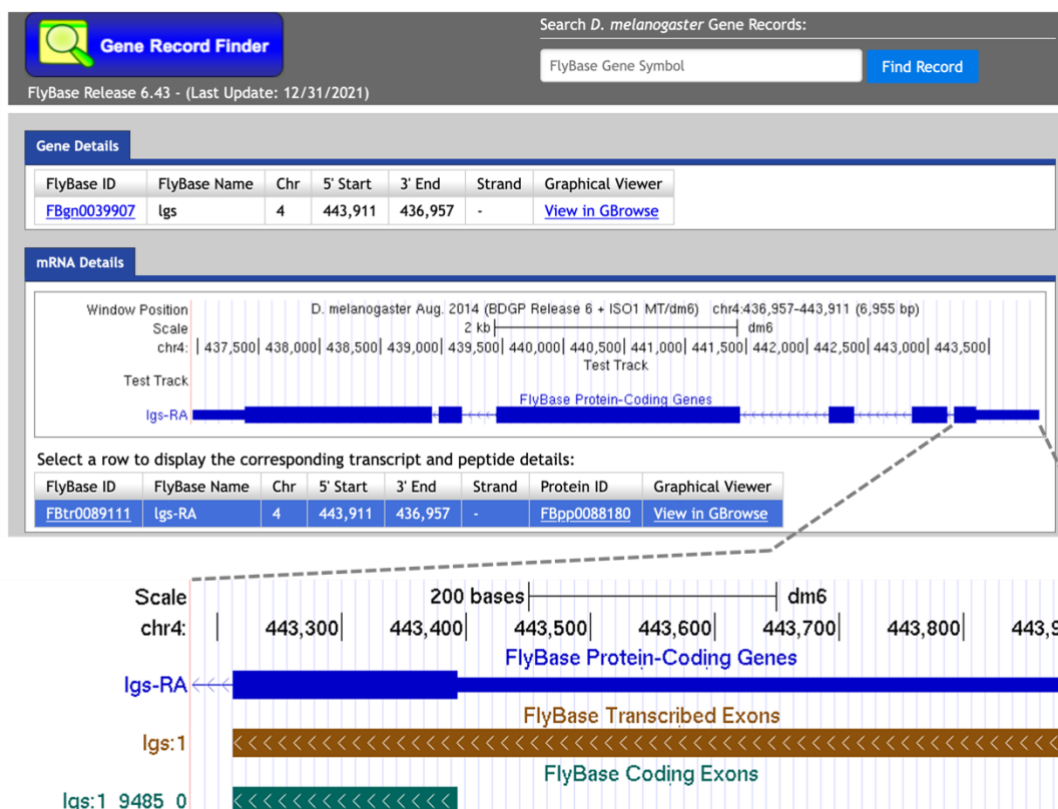 Gene Record Finder
FlyBase Release 6.43 - (Last Update: 12/31/2021)
Search D. melanogaster Gene Records:
FlyBase Gene Symbol
Find Record
Gene Details
FlyBase ID FlyBase Name Chr 5' Start 3' End Strand Graphical Viewer
FBgn0039907 lgs 4 443,911 436,957 - View in GBrowse
mRNA Details
Window Position D. melanogaster Aug. 2014 (BDGP Release 6 + ISO1 MT/dm6) chr4:436,957-443,911 (6,955 bp)
Scale 2 kb dm6
chr4: 437,500 438,000 438,500 439,000 439,500 440,000 440,500 441,000 441,500 442,000 442,500 443,000 443,500
Test Track
Test Track
FlyBase Protein-Coding Genes
lgs-RA
Select a row to display the corresponding transcript and peptide details:
FlyBase ID FlyBase Name Chr 5' Start 3' End Strand Protein ID Graphical Viewer
FBtr0089111 lgs-RA 4 443,911 436,957 - FBpp0088180 View in GBrowse
Scale 200 bases dm6
chr4: 443,300 443,400 443,500 443,600 443,700 443,800 443,9
FlyBase Protein-Coding Genes
lgs-RA
FlyBase Transcribed Exons
lgs:1
FlyBase Coding Exons
lgs:1_9485_0